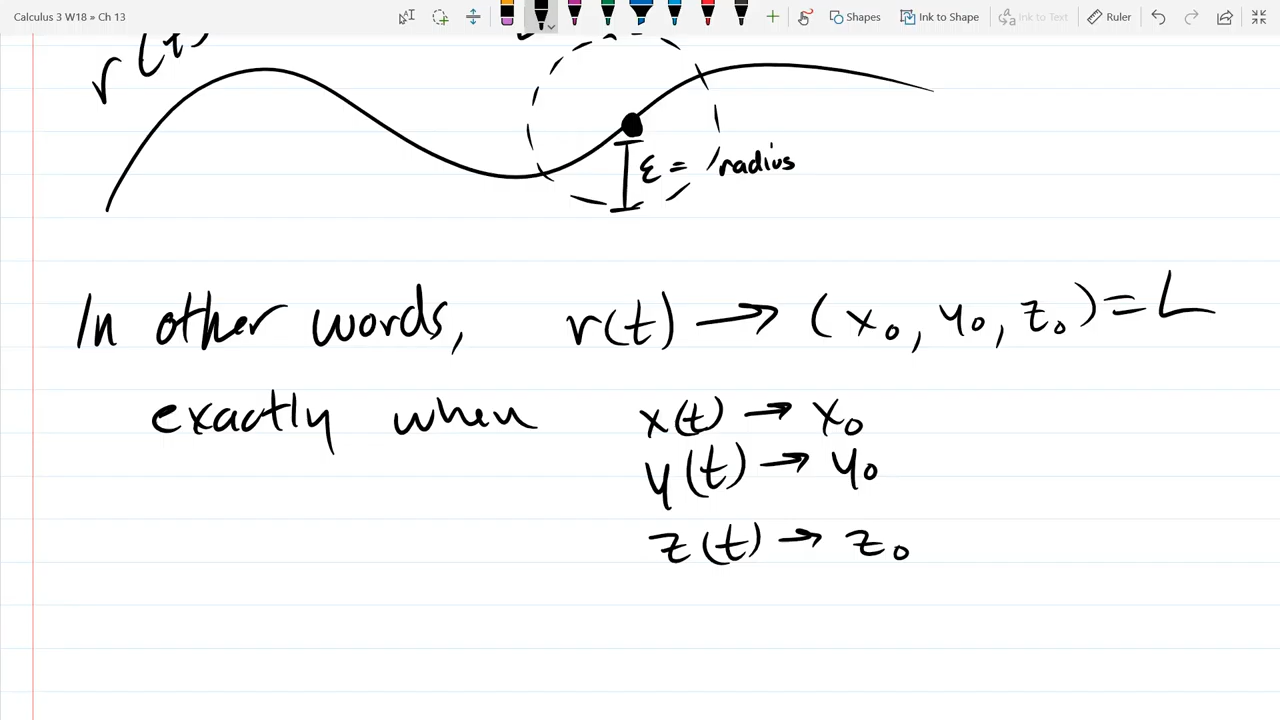 Calculus 3 W18 » Ch 13
Shapes
Ink to Shape
Ink to Text
Ruler
r(t)
ε = radius
In other words, r(t) → (x₀, y₀, z₀) = L
exactly when x(t) → x₀
y(t) → y₀
z(t) → z₀